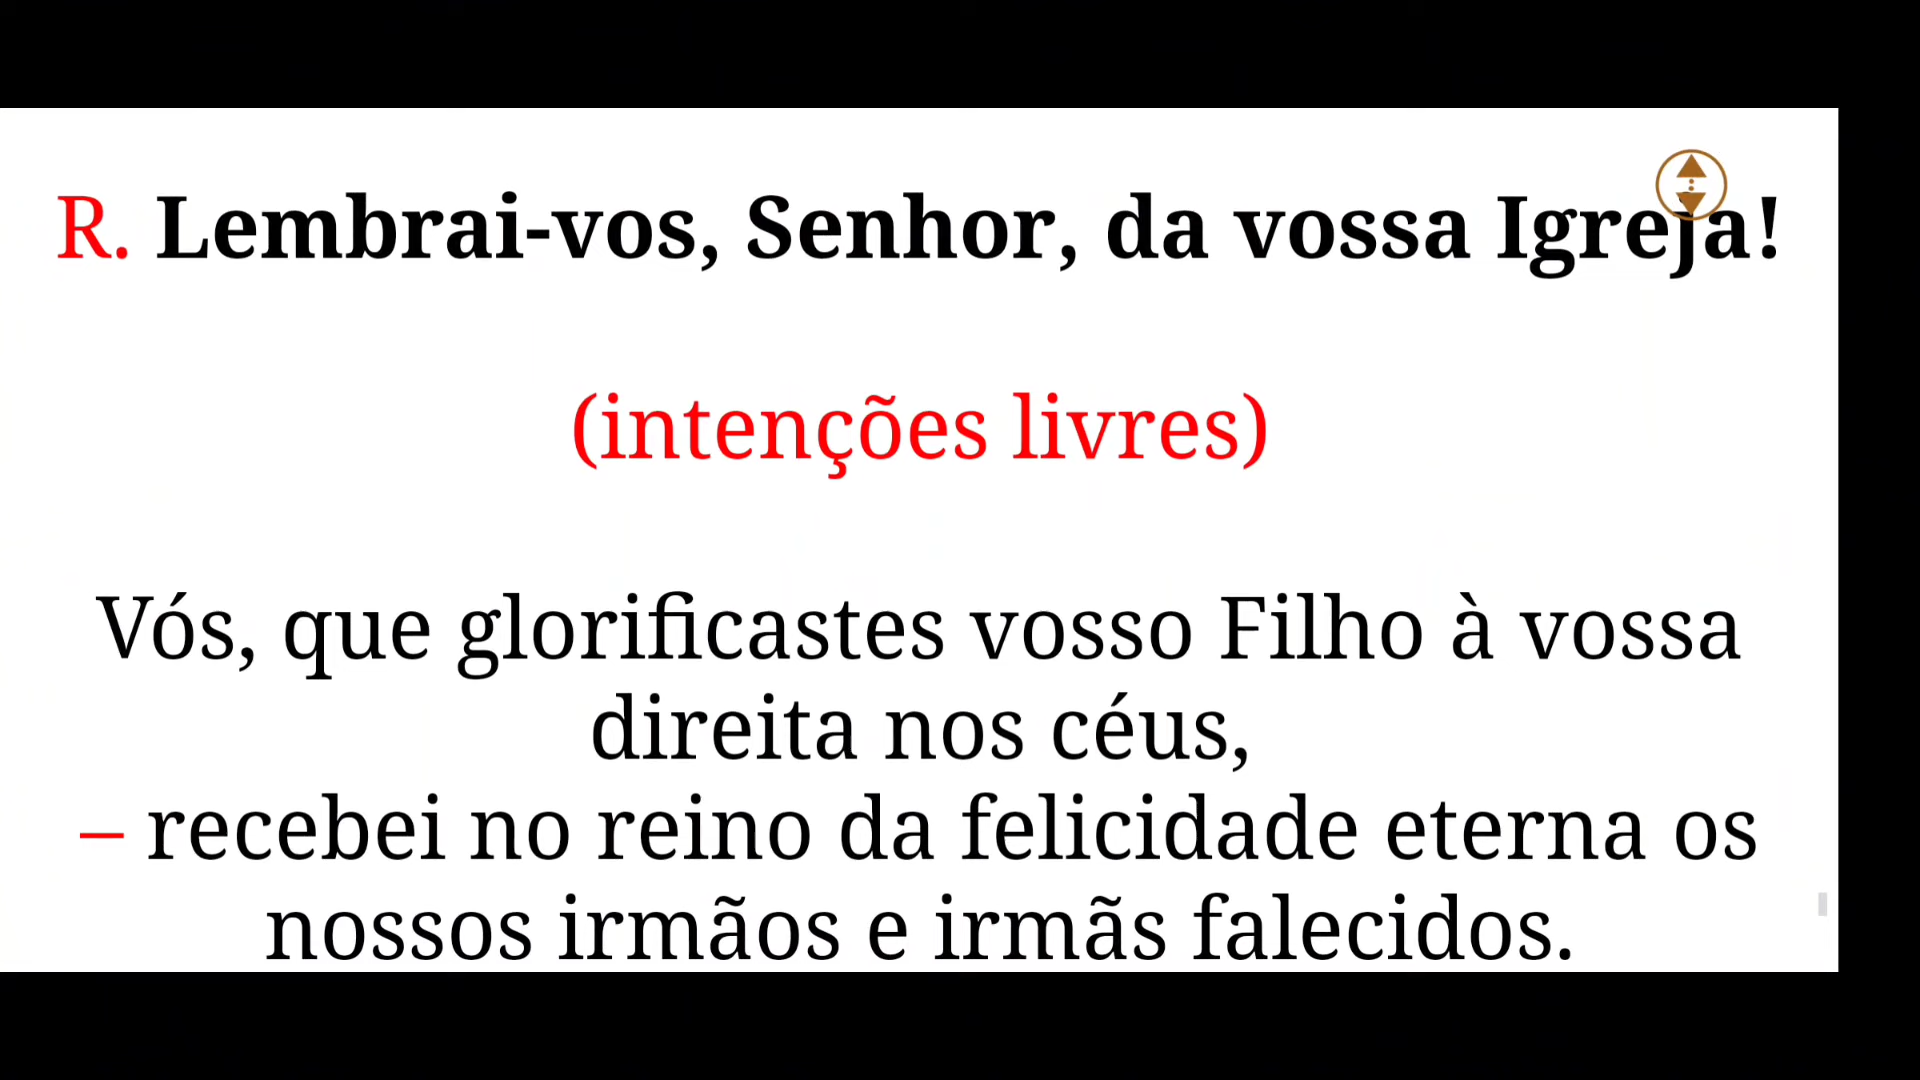 R. Lembrai-vos, Senhor, da vossa Igreja!
(intenções livres)
Vós, que glorificastes vosso Filho à vossa
direita nos céus,
– recebei no reino da felicidade eterna os
nossos irmãos e irmãs falecidos.